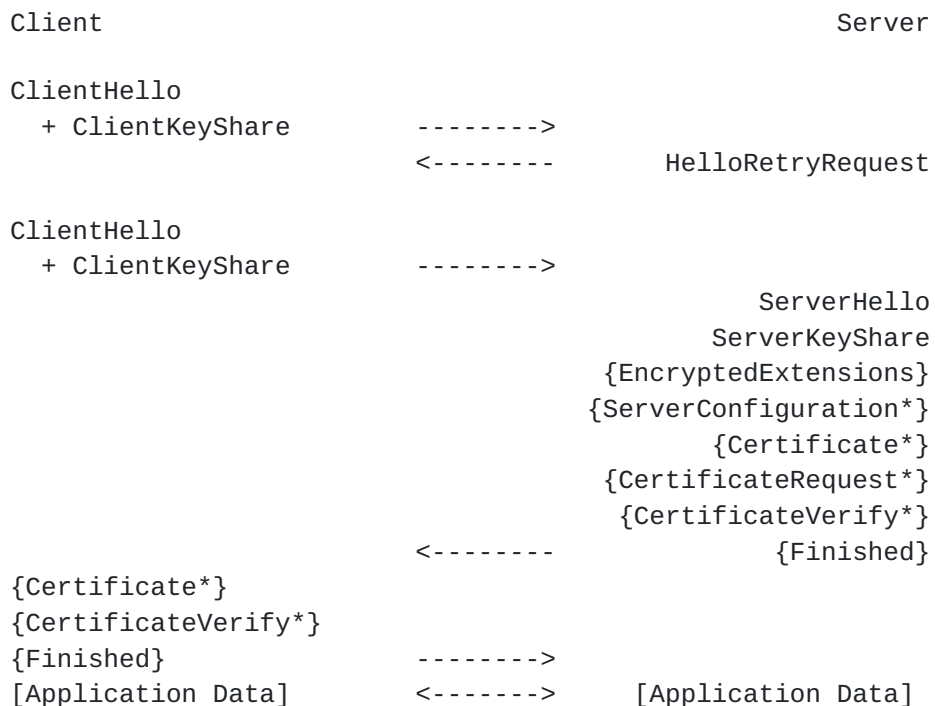 Client                                               Server

ClientHello
  + ClientKeyShare        -------->
                          <--------       HelloRetryRequest

ClientHello
  + ClientKeyShare        -------->
                                                ServerHello
                                             ServerKeyShare
                                      {EncryptedExtensions}
                                     {ServerConfiguration*}
                                             {Certificate*}
                                      {CertificateRequest*}
                                       {CertificateVerify*}
                          <--------              {Finished}
{Certificate*}
{CertificateVerify*}
{Finished}                -------->
[Application Data]        <------->      [Application Data]